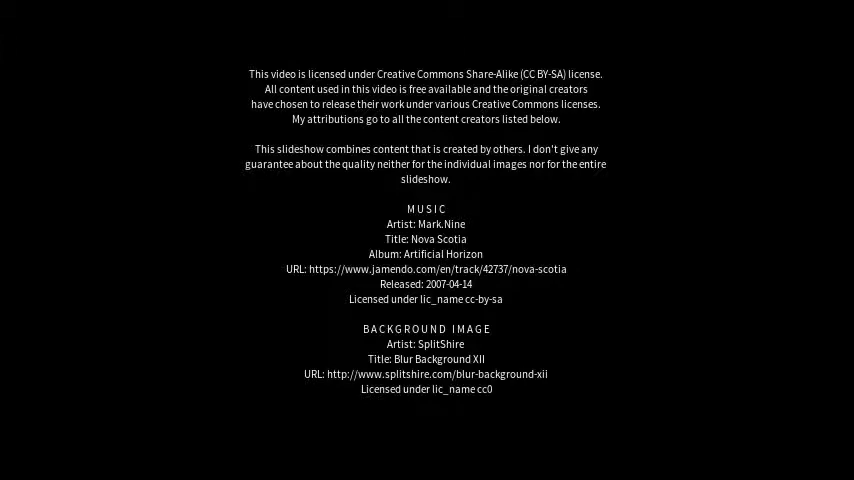 This video is licensed under Creative Commons Share-Alike (CC BY-SA) license.
All content used in this video is free available and the original creators
have chosen to release their work under various Creative Commons licenses.
My attributions go to all the content creators listed below.
This slideshow combines content that is created by others. I don't give any
guarantee about the quality neither for the individual images nor for the entire
slideshow.
MUSIC
Artist: Mark.Nine
Title: Nova Scotia
Album: Artificial Horizon
URL: https://www.jamendo.com/en/track/42737/nova-scotia
Released: 2007-04-14
Licensed under lic_name cc-by-sa
BACKGROUND IMAGE
Artist: SplitShire
Title: Blur Background XII
URL: http://www.splitshire.com/blur-background-xii
Licensed under lic_name cc0